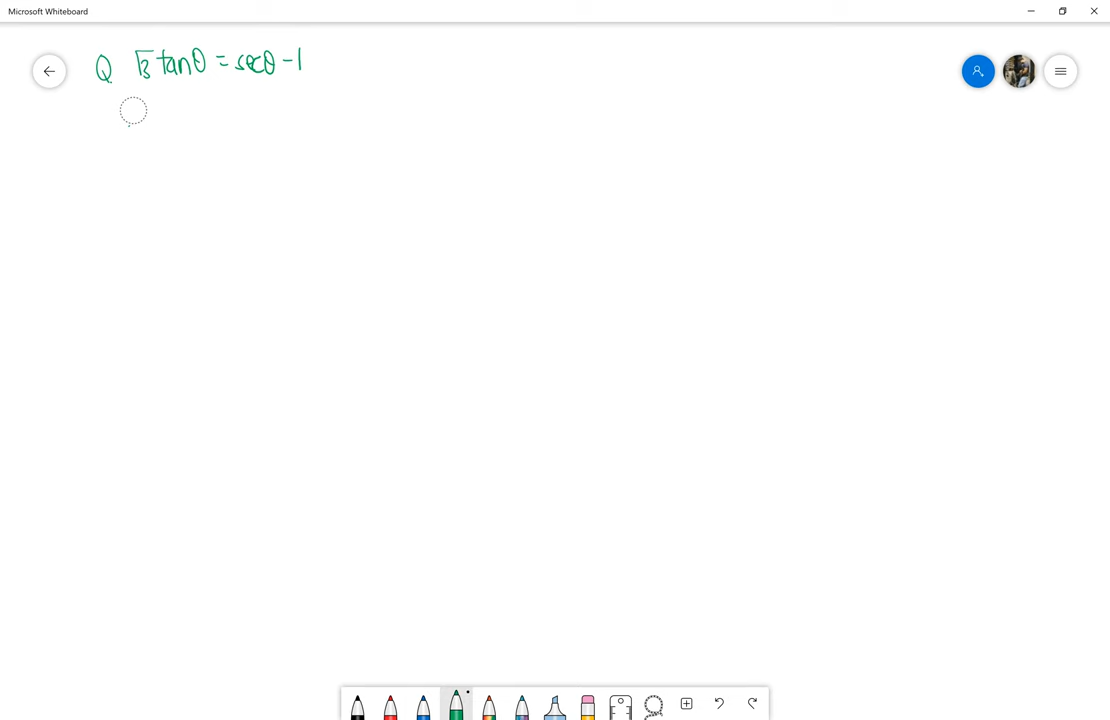 Microsoft Whiteboard
Q √3 tanθ = secθ -1